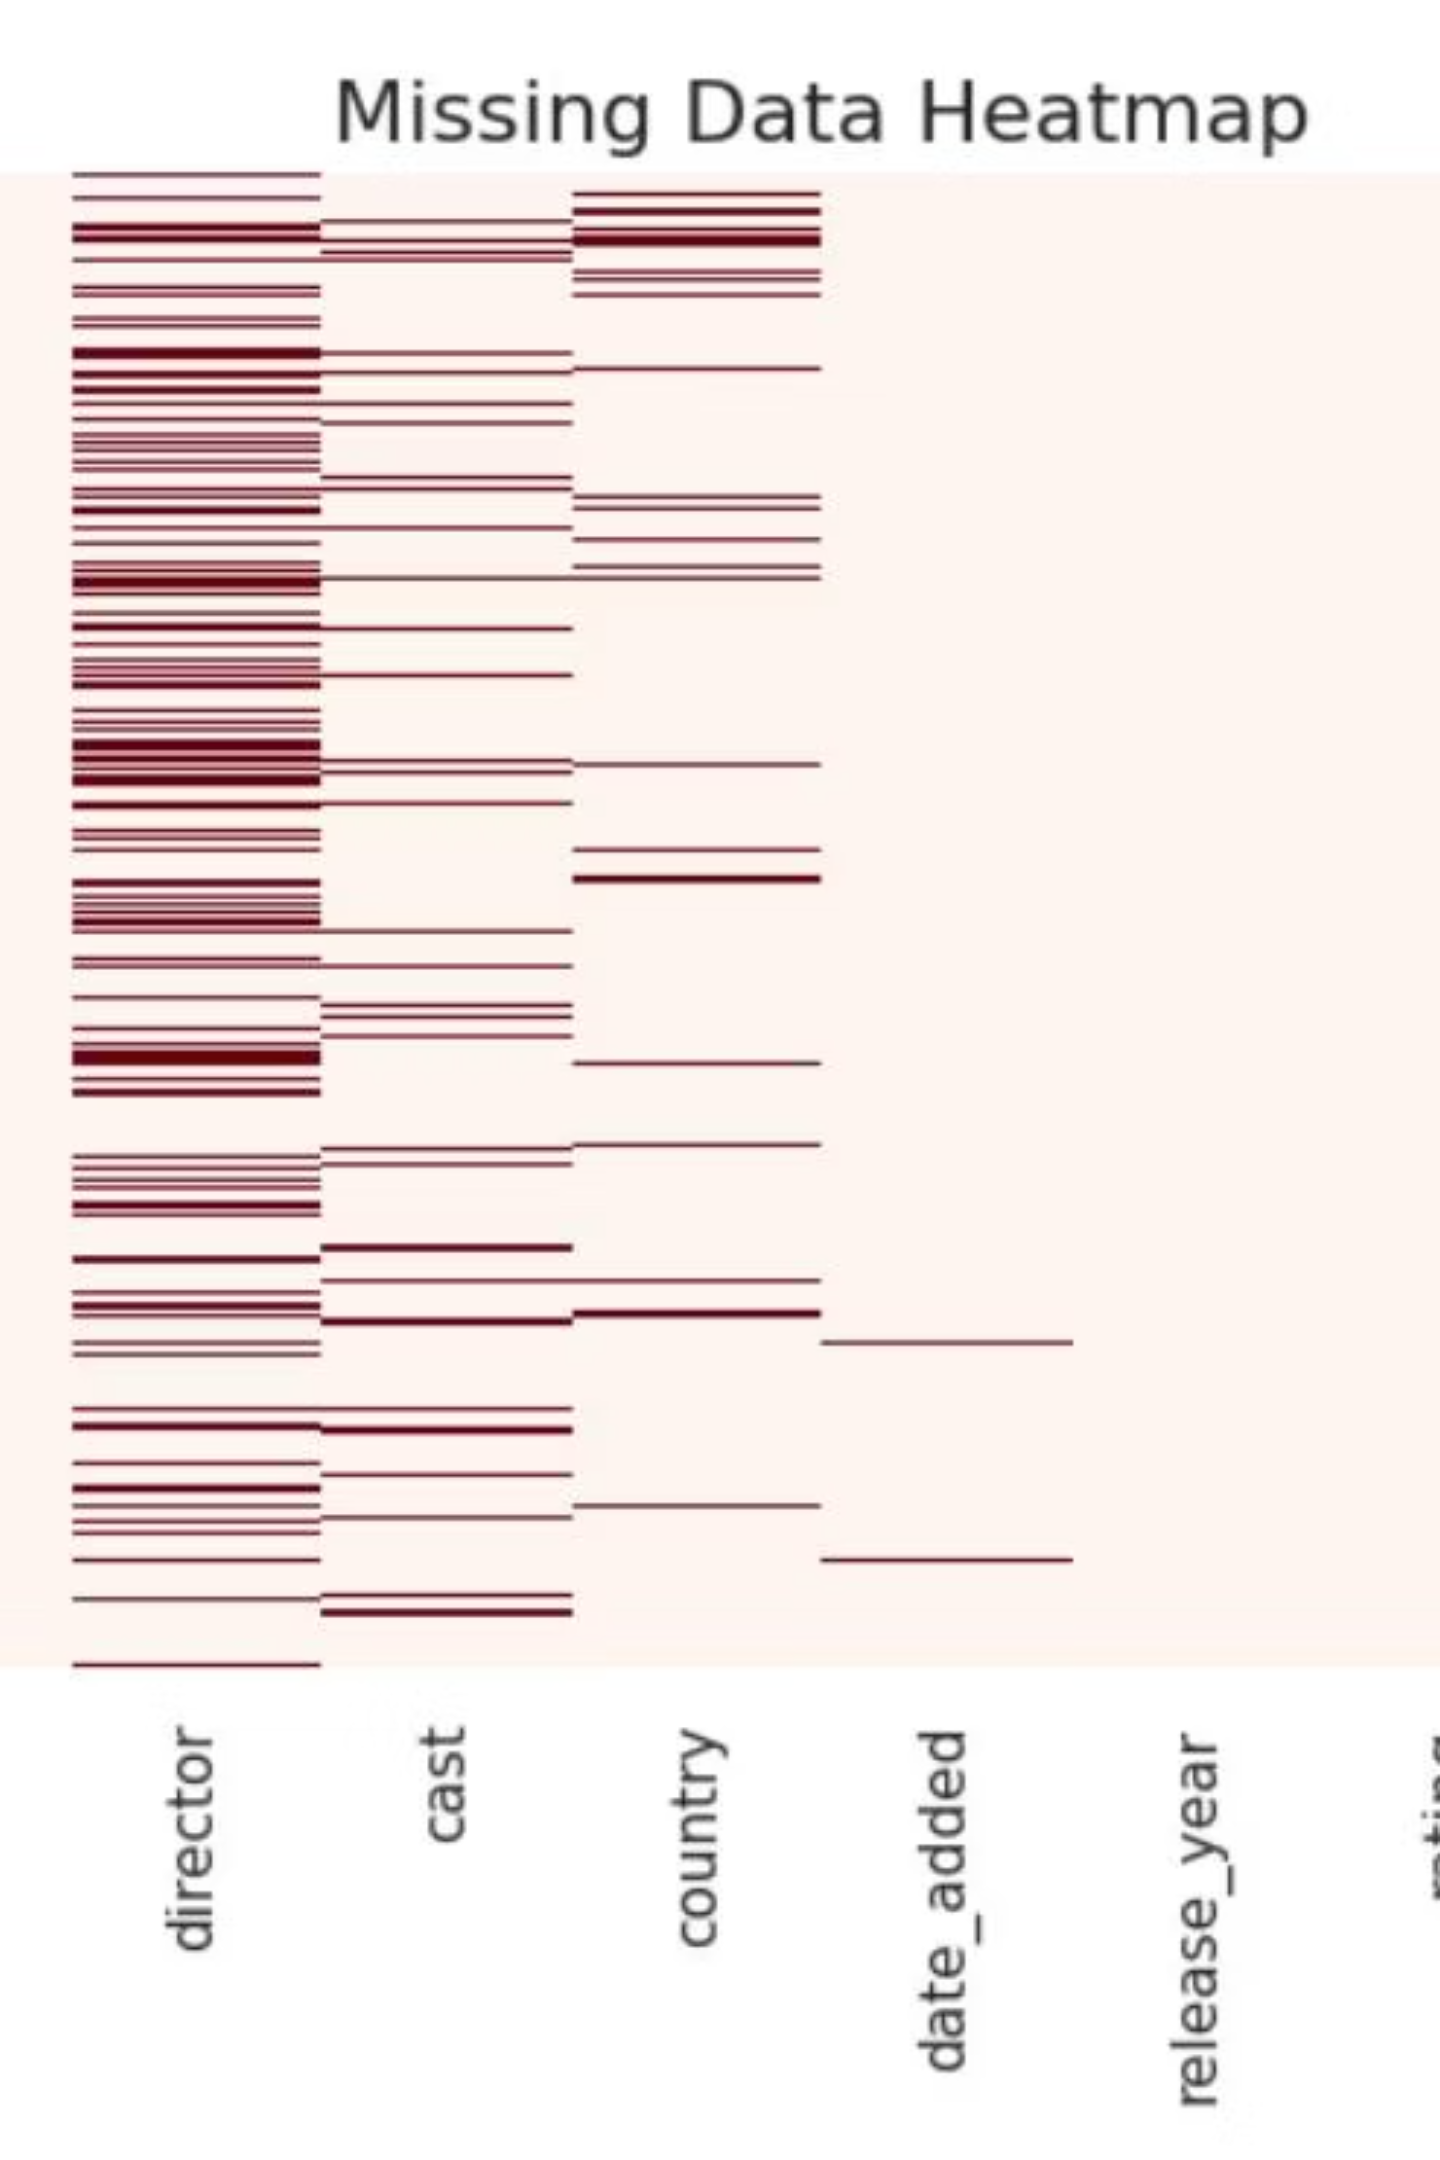 Missing Data Heatmap
director
cast
country
date_added
release_year